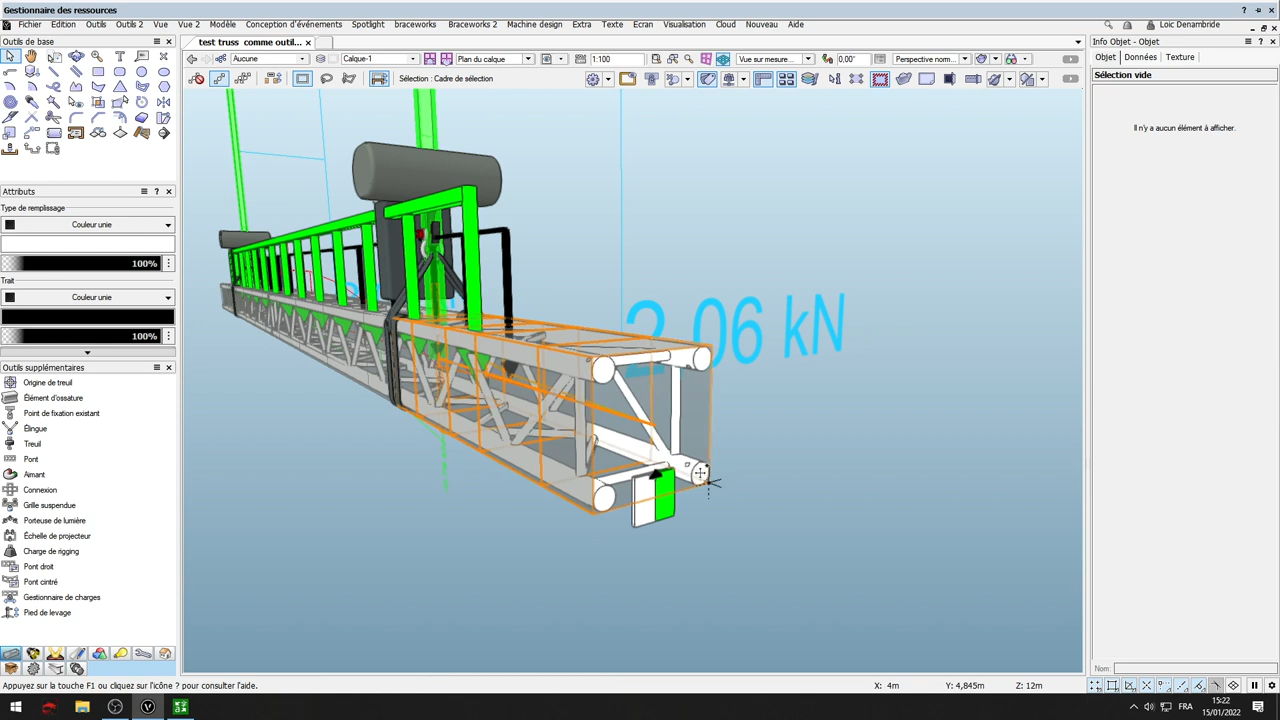 Gestionnaire des ressources
Fichier Edition Outils Outils 2 Vue Vue 2 Modèle Conception d'événements Spotlight braceworks Braceworks 2 Machine design Extra Texte Ecran Visualisation Cloud Nouveau Aide
Loïc Denambride
Outils de base
test truss comme outil...
Info Objet - Objet
Aucune
Calque-1
Plan du calque
1:100
Vue sur mesure...
0,00°
Perspective norm...
Objet Données Texture
Sélection : Cadre de sélection
Sélection vide
Il n'y a aucun élément à afficher.
Attributs
Type de remplissage
Couleur unie
100%
Trait
Couleur unie
100%
2.06 kN
Outils supplémentaires
Origine de treuil
Élément d'ossature
Point de fixation existant
Élingue
Treuil
Pont
Aimant
Connexion
Grille suspendue
Porteuse de lumière
Échelle de projecteur
Charge de rigging
Pont droit
Pont cintré
Gestionnaire de charges
Pied de levage
Nom:
Appuyez sur la touche F1 ou cliquez sur l'icône ? pour consulter l'aide.
X: 4m
Y: 4,845m
Z: 12m
FRA
15:22
15/01/2022